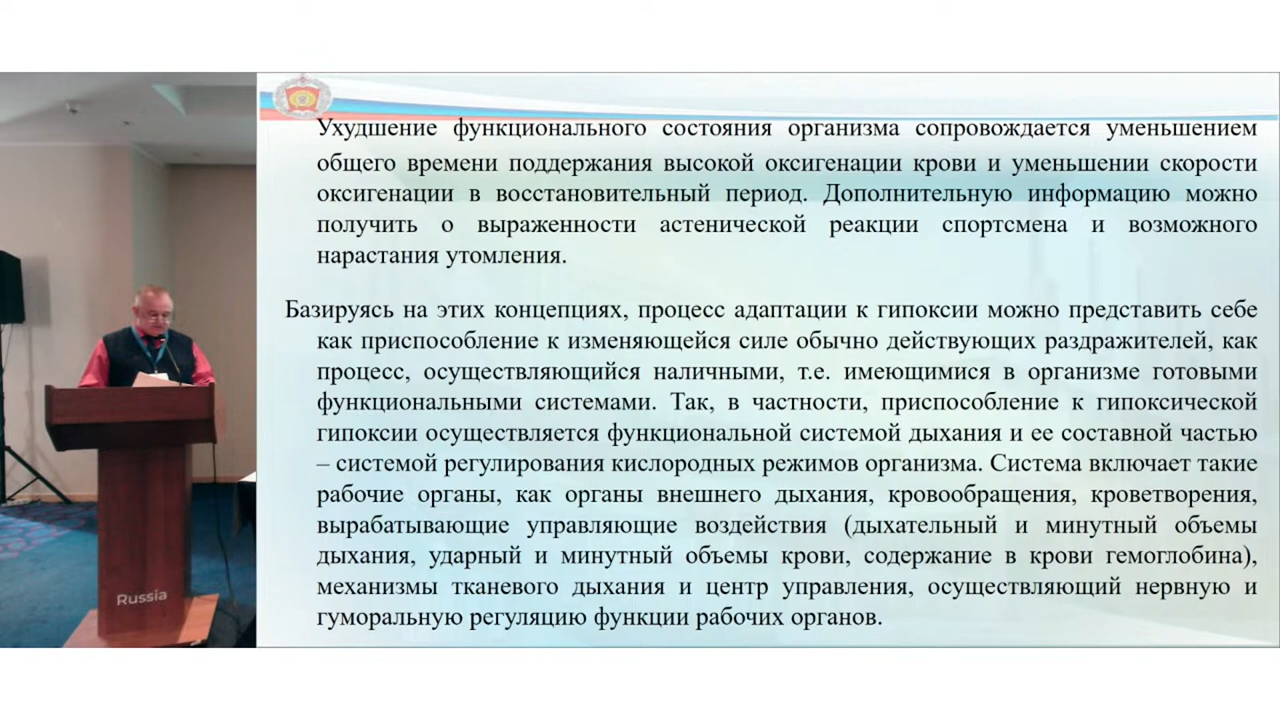 Ухудшение функционального состояния организма сопровождается уменьшением
общего времени поддержания высокой оксигенации крови и уменьшении скорости
оксигенации в восстановительный период. Дополнительную информацию можно
получить о выраженности астенической реакции спортсмена и возможного
нарастания утомления.
Базируясь на этих концепциях, процесс адаптации к гипоксии можно представить себе
как приспособление к изменяющейся силе обычно действующих раздражителей, как
процесс, осуществляющийся наличными, т.е. имеющимися в организме готовыми
функциональными системами. Так, в частности, приспособление к гипоксической
гипоксии осуществляется функциональной системой дыхания и ее составной частью
– системой регулирования кислородных режимов организма. Система включает такие
рабочие органы, как органы внешнего дыхания, кровообращения, кроветворения,
вырабатывающие управляющие воздействия (дыхательный и минутный объемы
дыхания, ударный и минутный объемы крови, содержание в крови гемоглобина),
механизмы тканевого дыхания и центр управления, осуществляющий нервную и
гуморальную регуляцию функции рабочих органов.
Russia